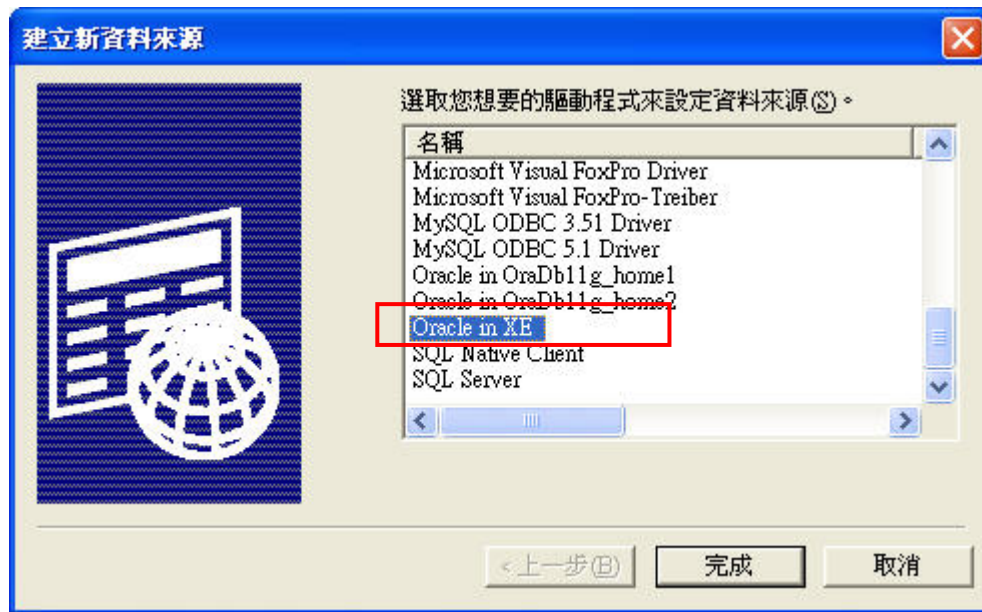 建立新資料來源
選取您想要的驅動程式來設定資料來源(S)。
名稱
Microsoft Visual FoxPro Driver
Microsoft Visual FoxPro-Treiber
MySQL ODBC 3.51 Driver
MySQL ODBC 5.1 Driver
Oracle in OraDb11g_home1
Oracle in OraDb11g_home2
Oracle in XE
SQL Native Client
SQL Server
<上一步(B) 完成 取消